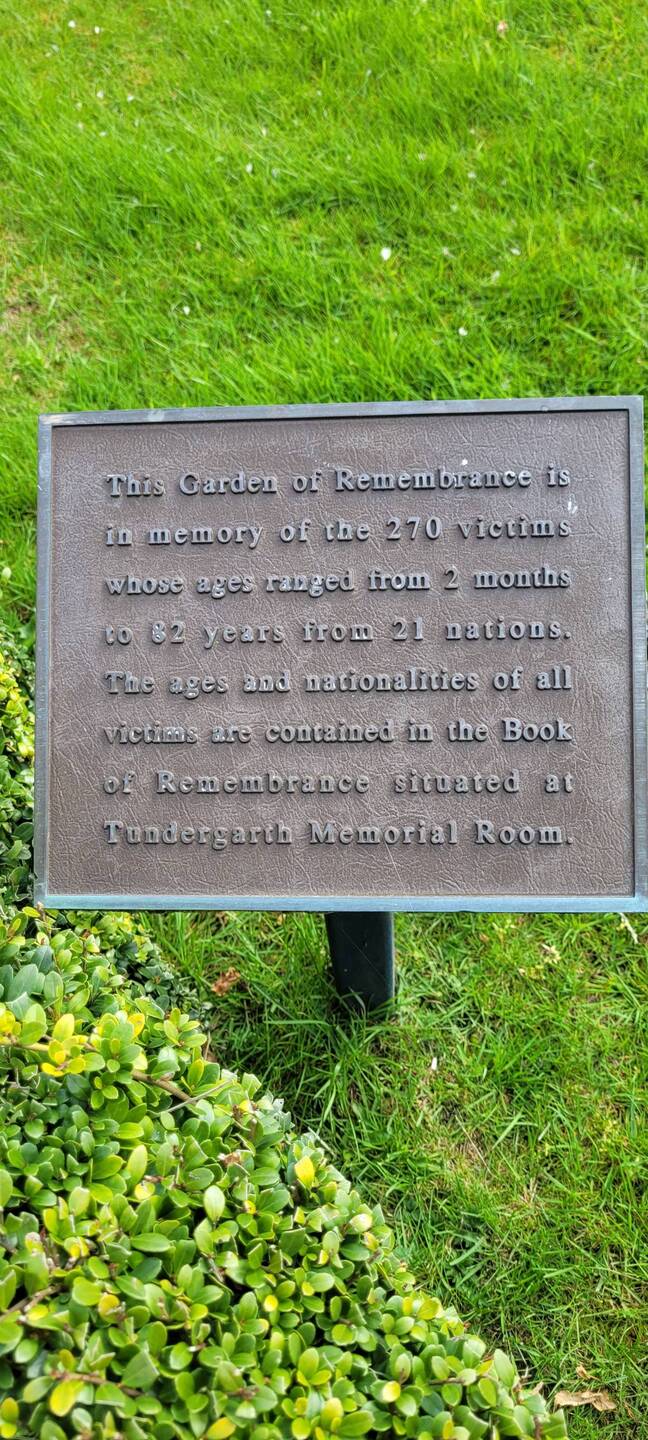 This Garden of Remembrance is
in memory of the 270 victims
whose ages ranged from 2 months
to 82 years from 21 nations.
The ages and nationalities of all
victims are contained in the Book
of Remembrance situated at
Tundergarth Memorial Room.